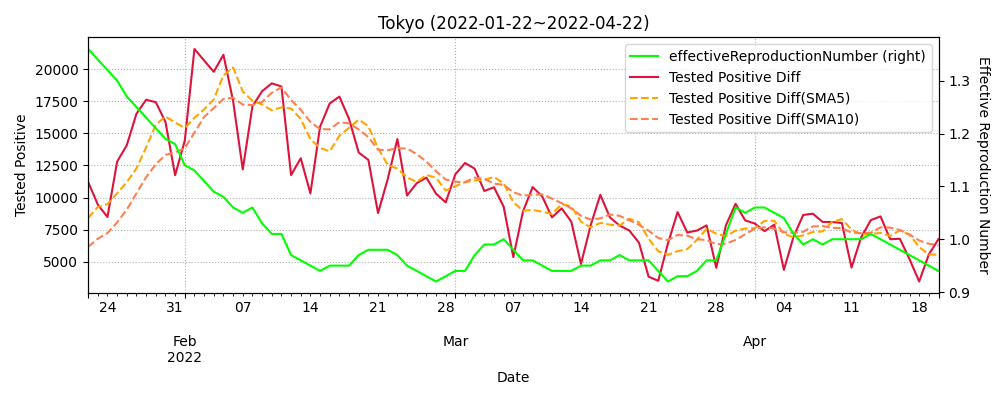 Tokyo (2022-01-22~2022-04-22)
effectiveReproductionNumber (right)
Tested Positive Diff
Tested Positive Diff(SMA5)
Tested Positive Diff(SMA10)
Tested Positive
20000
17500
15000
12500
10000
7500
5000
1.3
1.2
1.1
1.0
0.9
Effective Reproduction Number
24 31 07 14 21 28 07 14 21 28 04 11 18
Feb Mar Apr
2022
Date